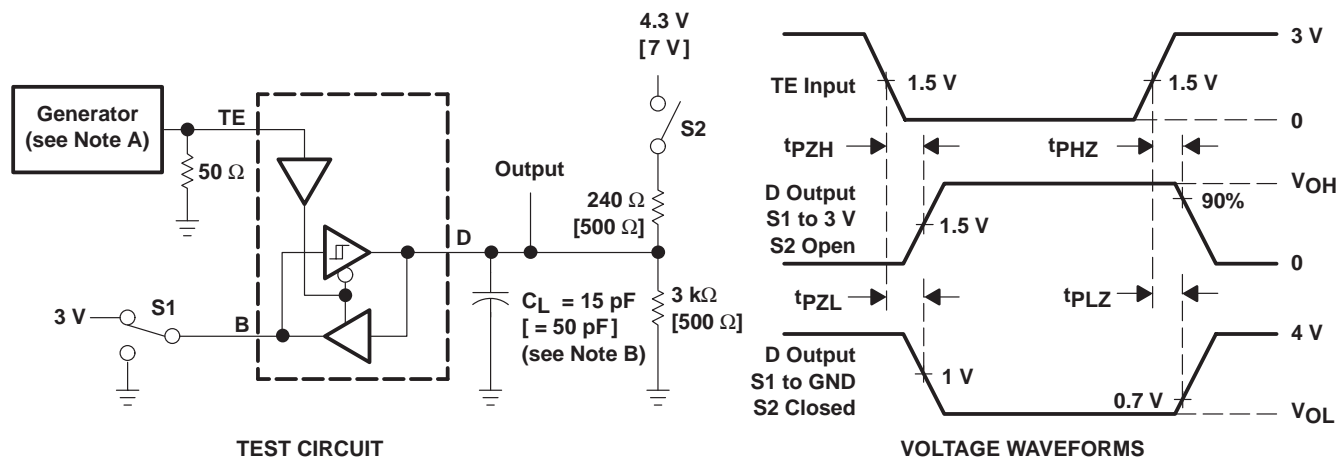 4.3 V
[7 V]
S2
Generator
(see Note A)
TE
50 Ω
Output
240 Ω
[500 Ω]
D
3 V
S1
B
CL = 15 pF
[ = 50 pF]
(see Note B)
3 kΩ
[500 Ω]
TEST CIRCUIT
3 V
TE Input
1.5 V
1.5 V
0
tPZH
tPHZ
VOH
D Output
S1 to 3 V
S2 Open
1.5 V
90%
0
tPZL
tPLZ
4 V
D Output
S1 to GND
S2 Closed
1 V
0.7 V
VOL
VOLTAGE WAVEFORMS